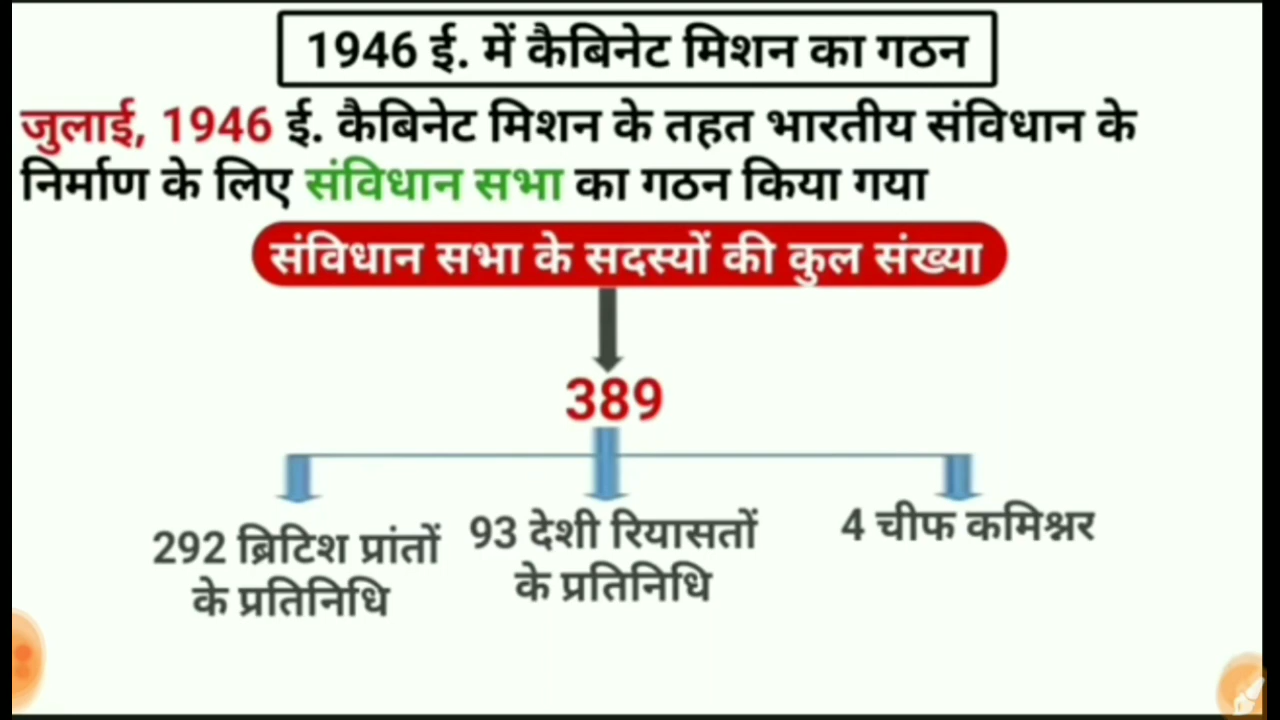 1946 ई. में कैबिनेट मिशन का गठन
जुलाई, 1946 ई. कैबिनेट मिशन के तहत भारतीय संविधान के
निर्माण के लिए संविधान सभा का गठन किया गया
संविधान सभा के सदस्यों की कुल संख्या
389
292 ब्रिटिश प्रांतों
के प्रतिनिधि
93 देशी रियासतों
के प्रतिनिधि
4 चीफ कमिश्नर